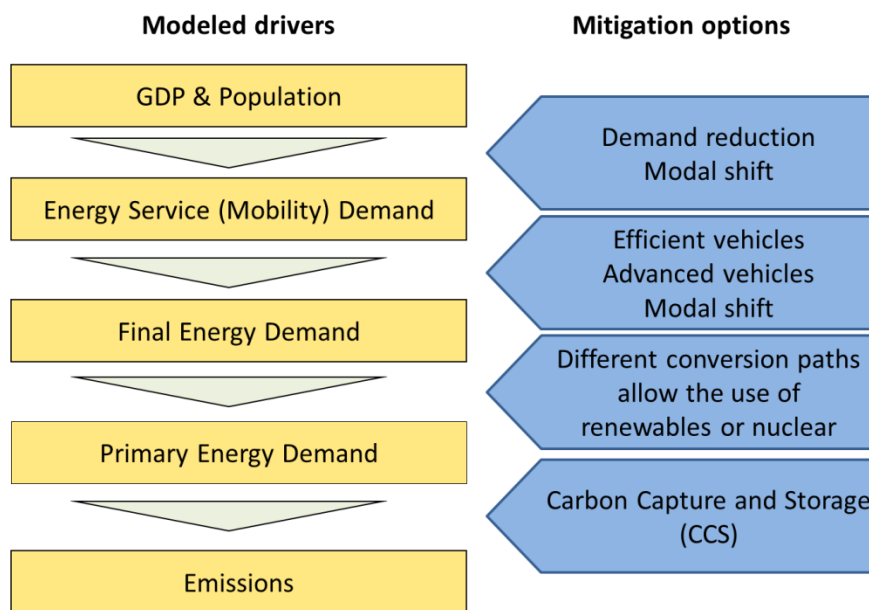 Modeled drivers
Mitigation options
GDP & Population
Demand reduction
Modal shift
Energy Service (Mobility) Demand
Efficient vehicles
Advanced vehicles
Modal shift
Final Energy Demand
Different conversion paths
allow the use of
renewables or nuclear
Primary Energy Demand
Carbon Capture and Storage
(CCS)
Emissions